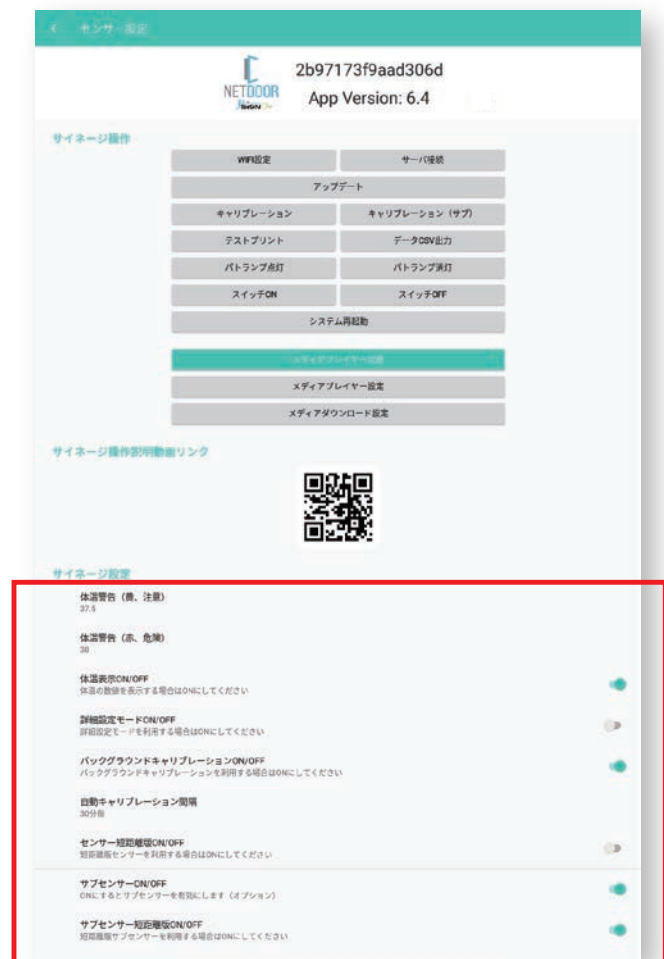 センサー設定
2b97173f9aad306d
NETDOOR
SIGN
App Version: 6.4
サイネージ操作
WIFI設定 サーバ接続
アップデート
キャリブレーション キャリブレーション（サブ）
テストプリント データCSV出力
パトランプ点灯 パトランプ消灯
スイッチON スイッチOFF
システム再起動
メディアプレイヤー設定
メディアダウンロード設定
サイネージ操作説明動画リンク
サイネージ設定
体温警告（黄、注意）
37.5
体温警告（赤、危険）
38
体温表示ON/OFF
体温の数値を表示する場合はONにしてください
詳細設定モードON/OFF
詳細設定モードを利用する場合はONにしてください
バックグラウンドキャリブレーションON/OFF
バックグラウンドキャリブレーションを利用する場合はONにしてください
自動キャリブレーション間隔
30分毎
センサー短距離版ON/OFF
短距離版センサーを利用する場合はONにしてください
サブセンサーON/OFF
ONにするとサブセンサーを有効にします（オプション）
サブセンサー短距離版ON/OFF
短距離版サブセンサーを利用する場合はONにしてください